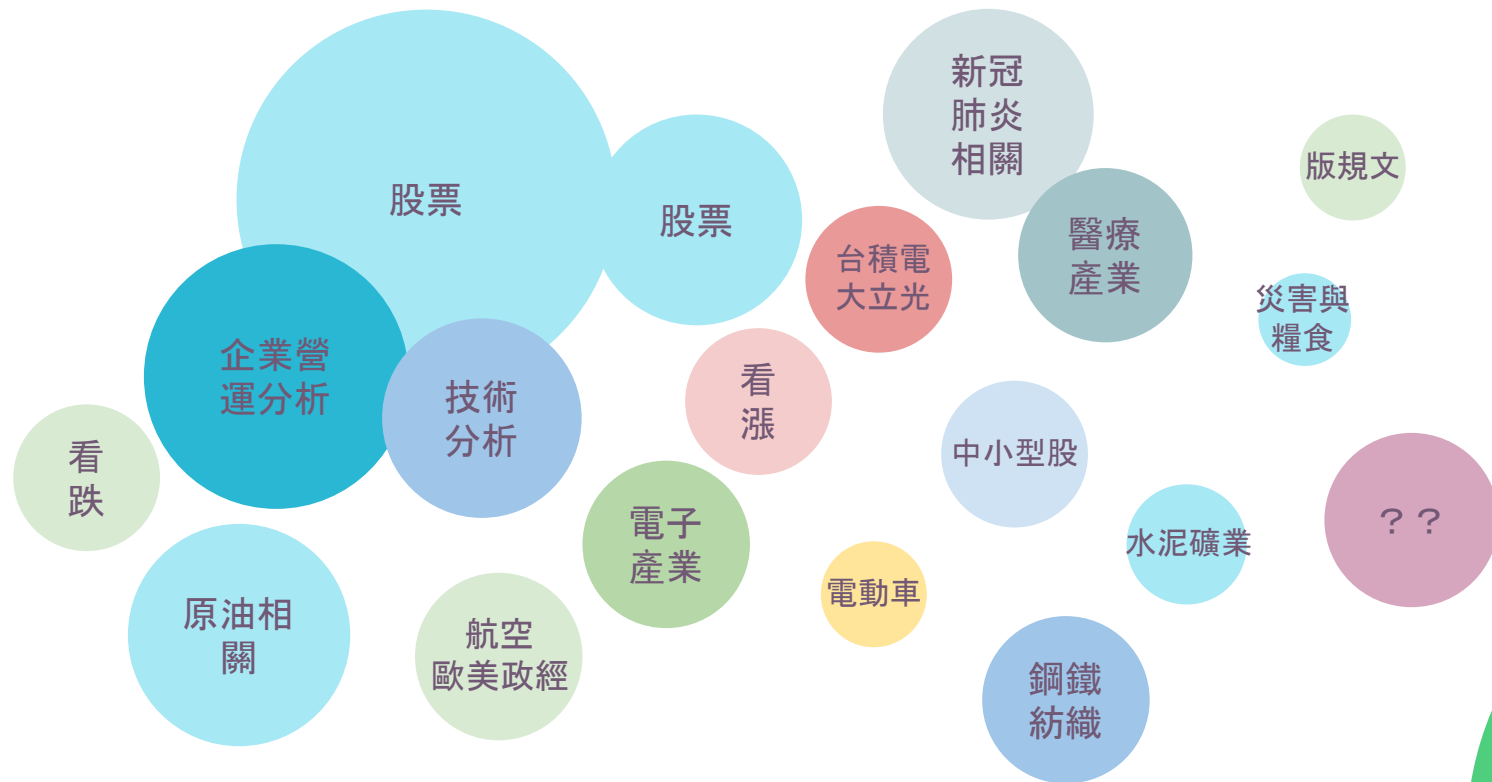 新冠
肺炎
相關
版規文
股票
股票
醫療
產業
台積電
大立光
災害與
糧食
企業營
運分析
技術
分析
看
漲
看
跌
中小型股
電子
產業
? ?
水泥礦業
電動車
原油相
關
航空
歐美政經
鋼鐵
紡織